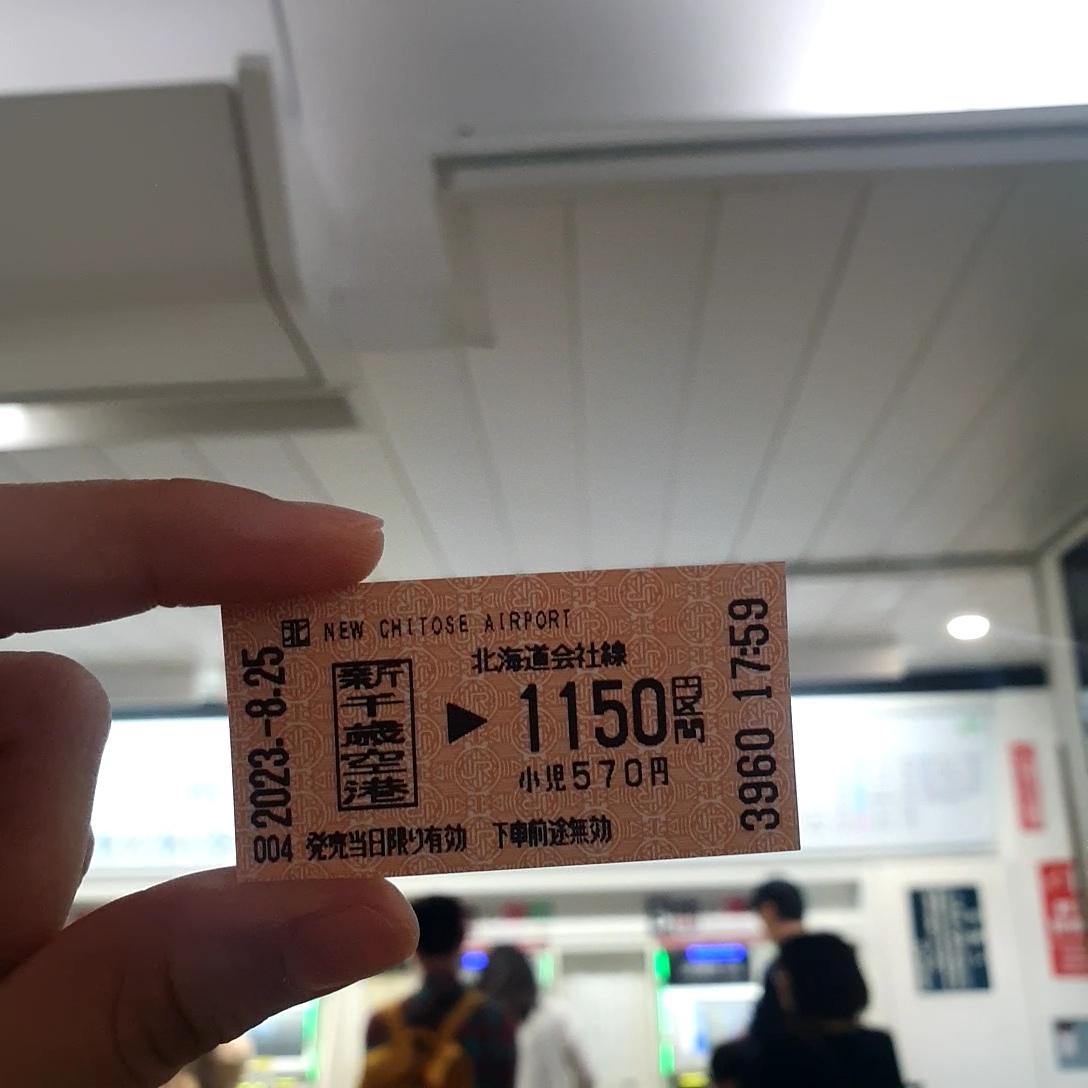 北 NEW CHITOSE AIRPORT
北海道会社線
新千歳空港
▶ 1150円区間
小児570円
004 発売当日限り有効 下車前途無効
2023.-8.25
3960 17:59